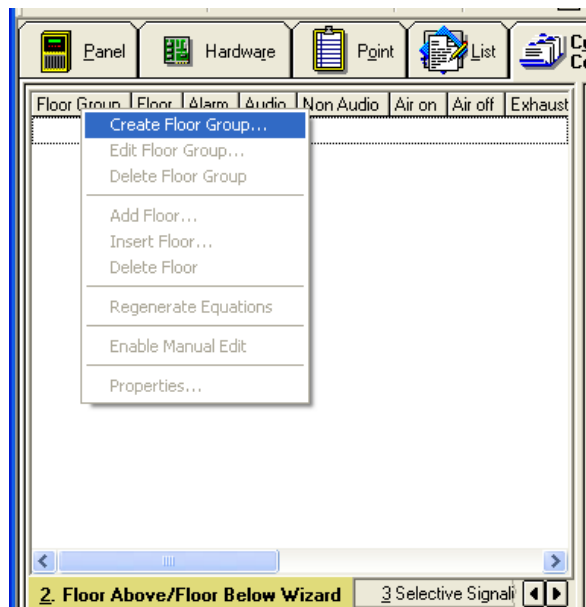 Panel Hardware Point List
Floor Group Floor Alarm Audio Non Audio Air on Air off Exhaust
Create Floor Group...
Edit Floor Group...
Delete Floor Group
Add Floor...
Insert Floor...
Delete Floor
Regenerate Equations
Enable Manual Edit
Properties...
2. Floor Above/Floor Below Wizard 3 Selective Signali